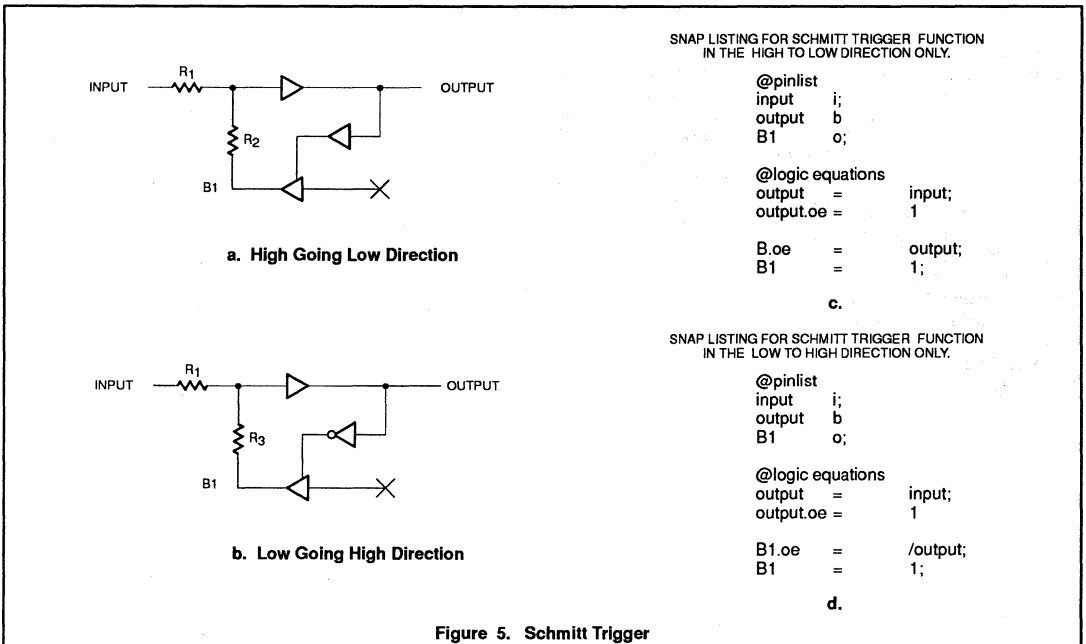 INPUT R1 OUTPUT
R2
B1
a. High Going Low Direction
SNAP LISTING FOR SCHMITT TRIGGER FUNCTION
IN THE HIGH TO LOW DIRECTION ONLY.
@pinlist
input i;
output b
B1 o;
@logic equations
output = input;
output.oe = 1
B.oe = output;
B1 = 1;
c.
INPUT R1 OUTPUT
R3
B1
b. Low Going High Direction
SNAP LISTING FOR SCHMITT TRIGGER FUNCTION
IN THE LOW TO HIGH DIRECTION ONLY.
@pinlist
input i;
output b
B1 o;
@logic equations
output = input;
output.oe = 1
B1.oe = /output;
B1 = 1;
d.
Figure 5. Schmitt Trigger